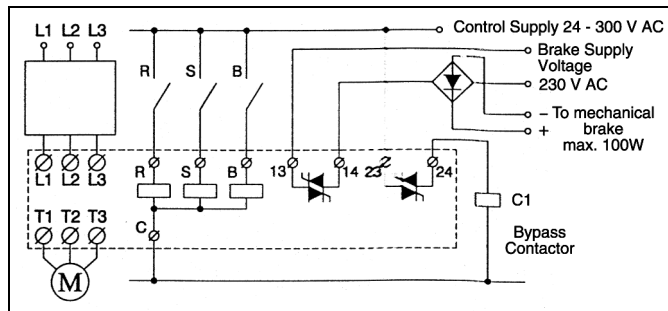 L1 L2 L3
Control Supply 24 - 300 V AC
Brake Supply
Voltage
230 V AC
R S B
– To mechanical
+ brake
max. 100W
L1 L2 L3
R S B 13 14 23 24
C1
T1 T2 T3
C
Bypass
Contactor
M